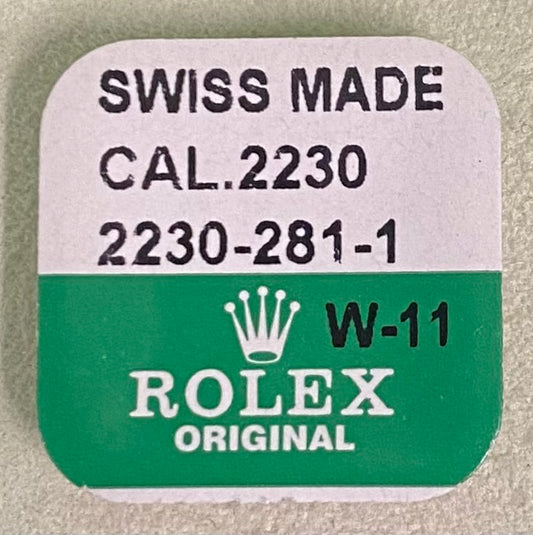 SWISS MADE
CAL.2230
2230-281-1
W-11
ROLEX
ORIGINAL